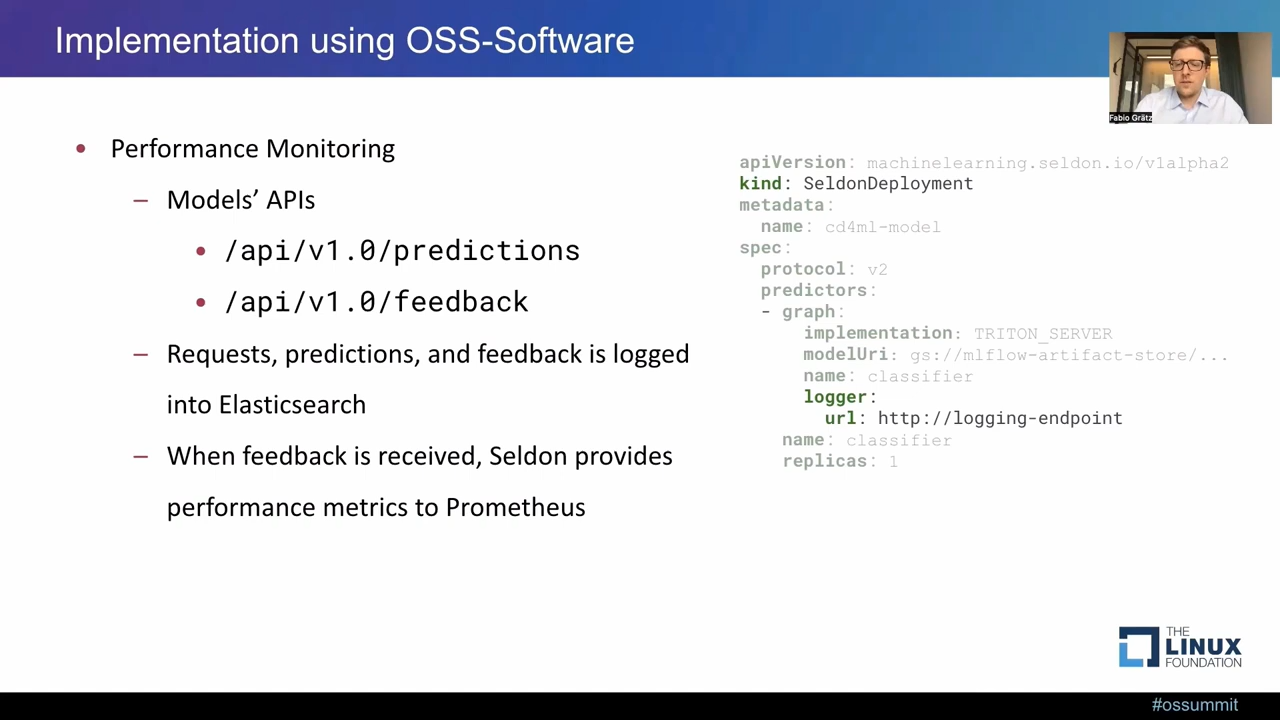 Implementation using OSS-Software
Fabio Grätz
• Performance Monitoring
– Models’ APIs
• /api/v1.0/predictions
• /api/v1.0/feedback
– Requests, predictions, and feedback is logged
into Elasticsearch
– When feedback is received, Seldon provides
performance metrics to Prometheus
apiVersion: machinelearning.seldon.io/v1alpha2
kind: SeldonDeployment
metadata:
name: cd4ml-model
spec:
protocol: v2
predictors:
- graph:
implementation: TRITON_SERVER
modelUri: gs://mlflow-artifact-store/...
name: classifier
logger:
url: http://logging-endpoint
name: classifier
replicas: 1
THE
LINUX
FOUNDATION
#ossummit